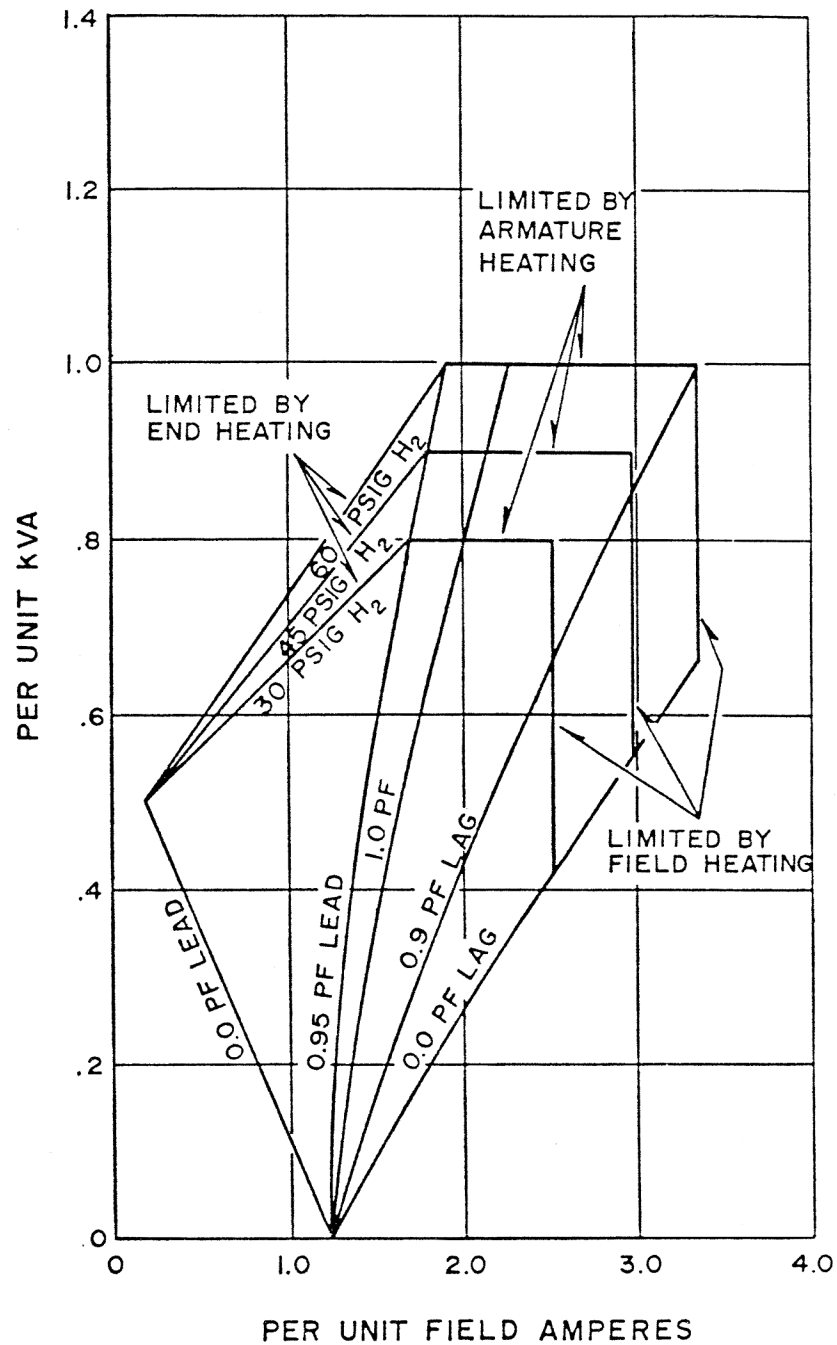 1.4
1.2
1.0
.8
.6
.4
.2
.0
PER UNIT KVA
LIMITED BY
ARMATURE
HEATING
LIMITED BY
END HEATING
60 PSIG H2
45 PSIG H2
30 PSIG H2
0.0 PF LEAD
0.95 PF LEAD
1.0 PF
0.9 PF LAG
0.0 PF LAG
LIMITED BY
FIELD HEATING
0 1.0 2.0 3.0 4.0
PER UNIT FIELD AMPERES